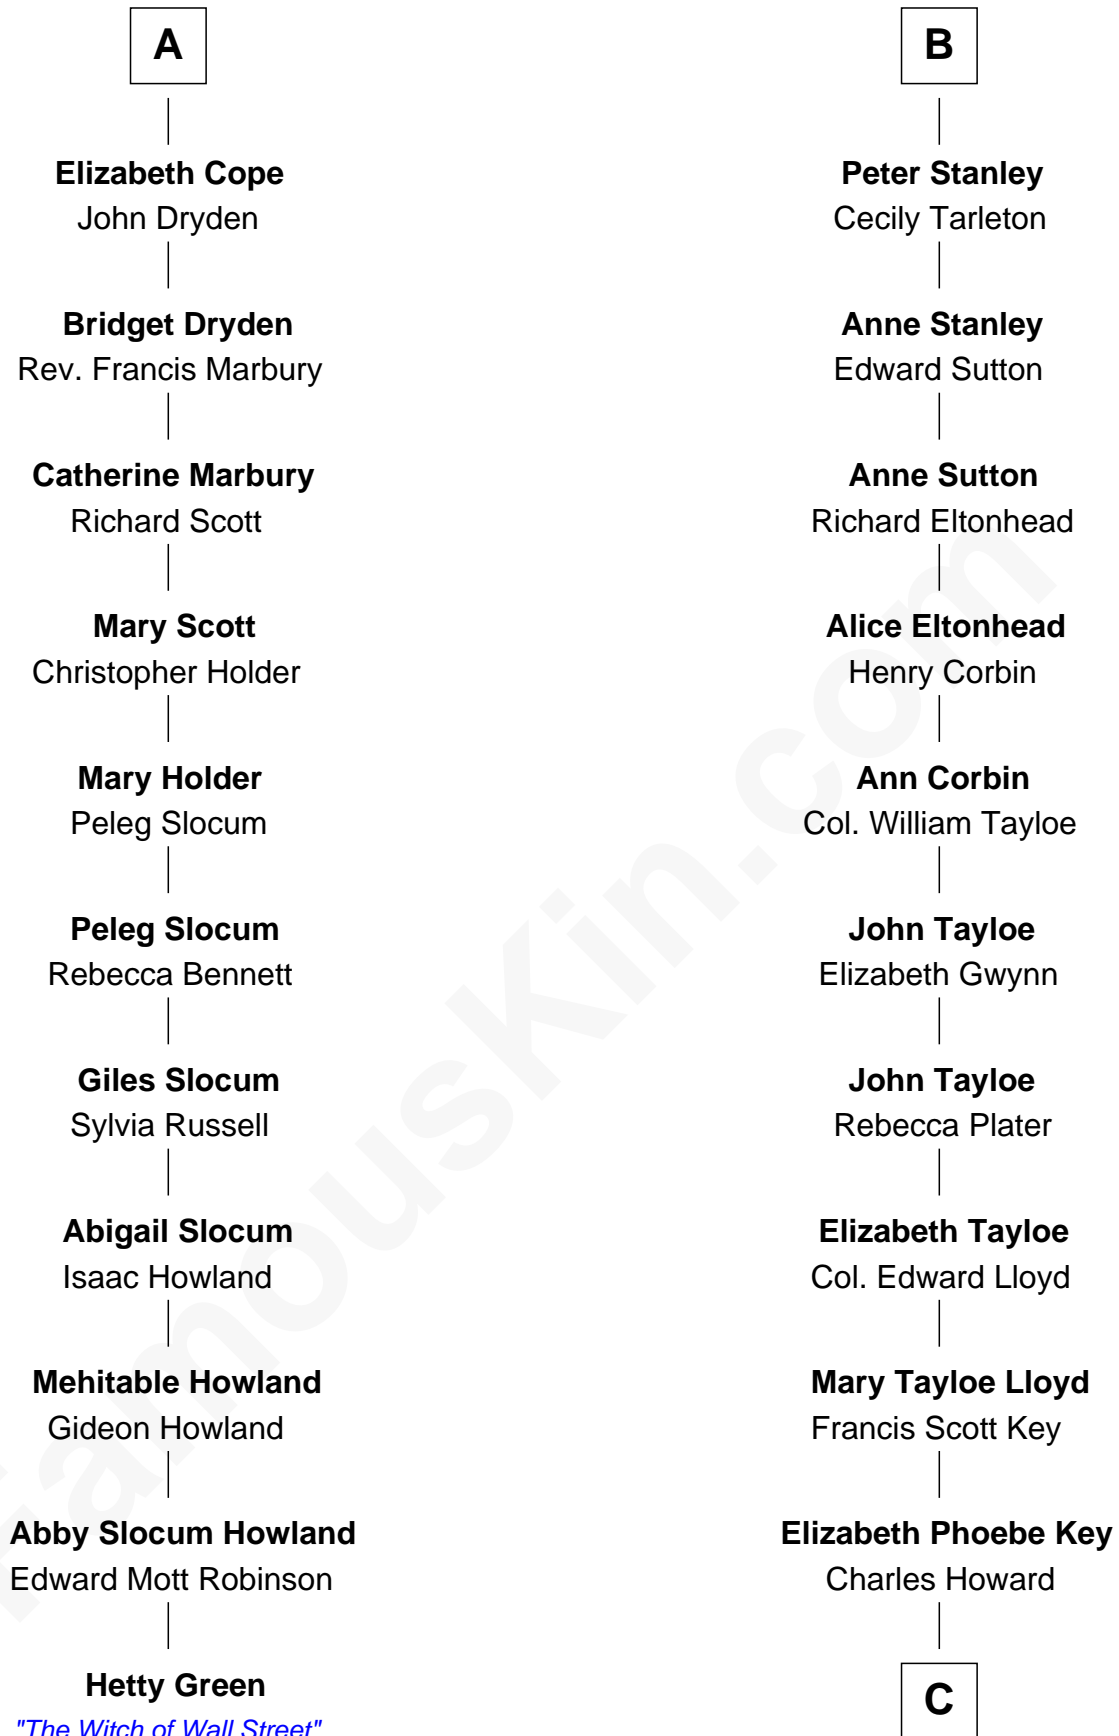 A
Elizabeth Cope
John Dryden
Bridget Dryden
Rev. Francis Marbury
Catherine Marbury
Richard Scott
Mary Scott
Christopher Holder
Mary Holder
Peleg Slocum
Peleg Slocum
Rebecca Bennett
Giles Slocum
Sylvia Russell
Abigail Slocum
Isaac Howland
Mehitable Howland
Gideon Howland
Abby Slocum Howland
Edward Mott Robinson
Hetty Green
"The Witch of Wall Street"
B
Peter Stanley
Cecily Tarleton
Anne Stanley
Edward Sutton
Anne Sutton
Richard Eltonhead
Alice Eltonhead
Henry Corbin
Ann Corbin
Col. William Tayloe
John Tayloe
Elizabeth Gwynn
John Tayloe
Rebecca Plater
Elizabeth Tayloe
Col. Edward Lloyd
Mary Tayloe Lloyd
Francis Scott Key
Elizabeth Phoebe Key
Charles Howard
C
FamousKin.com